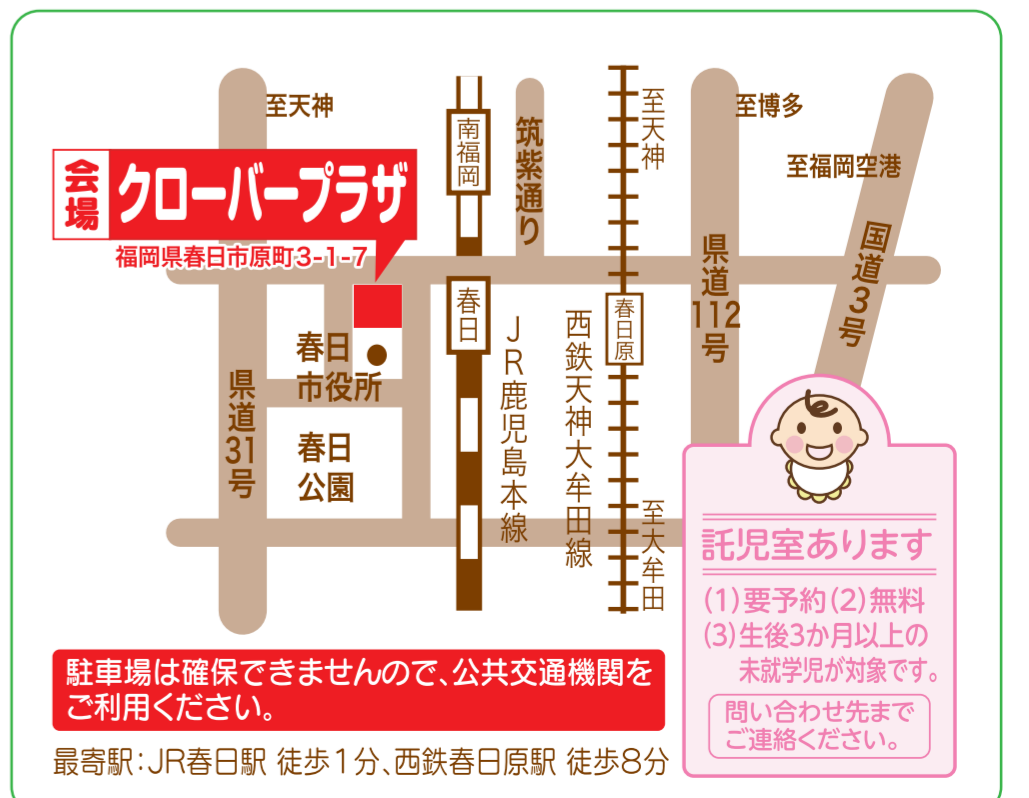 至天神
会場
クローバープラザ
福岡県春日市原町3-1-7
南福岡
筑紫通り
至天神
至博多
至福岡空港
国道3号
県道112号
春日
春日原
JR鹿児島本線
西鉄天神大牟田線
至大牟田
春日
市役所
県道31号
春日
公園
託児室あります
(1)要予約(2)無料
(3)生後3か月以上の
未就学児が対象です。
問い合わせ先まで
ご連絡ください。
駐車場は確保できませんので、公共交通機関を
ご利用ください。
最寄駅:JR春日駅 徒歩1分、西鉄春日原駅 徒歩8分